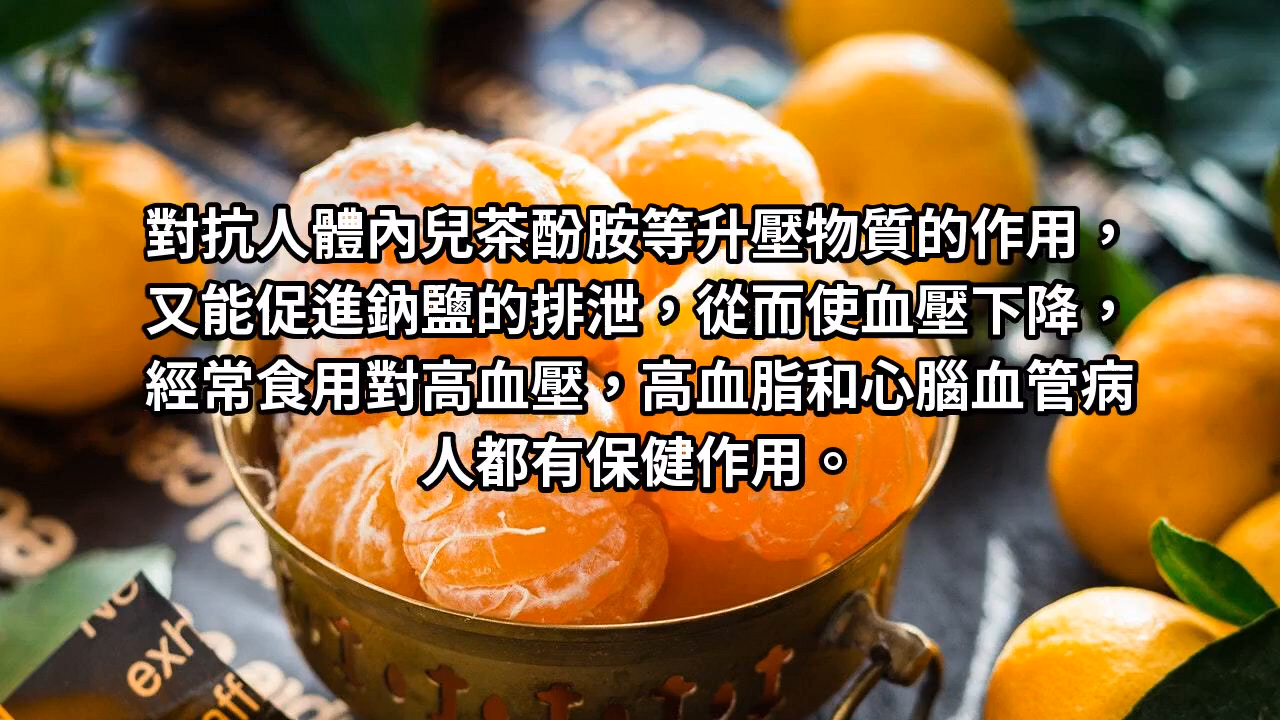 對抗人體內兒茶酚胺等升壓物質的作用，
又能促進鈉鹽的排泄，從而使血壓下降，
經常食用對高血壓，高血脂和心腦血管病
人都有保健作用。
exh